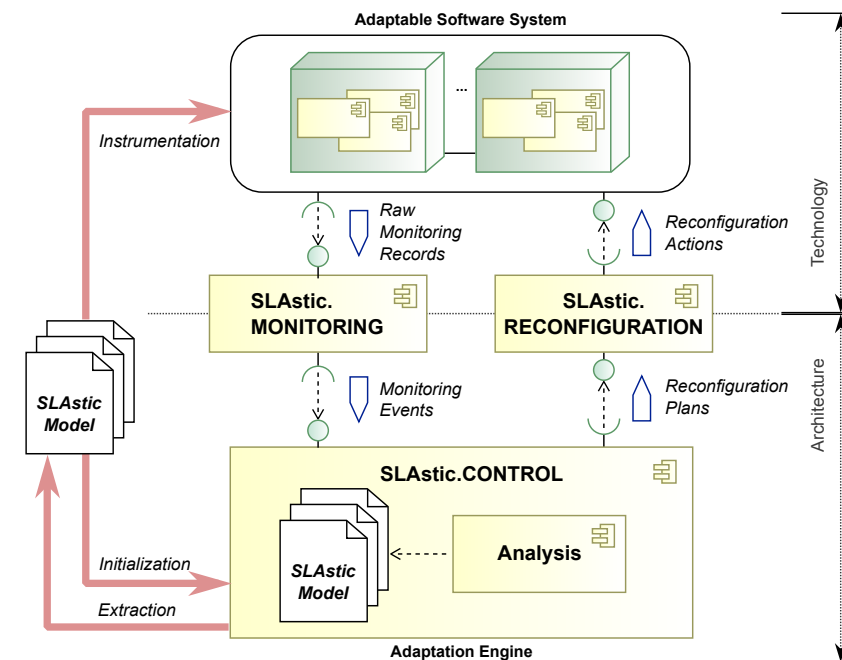 Adaptable Software System
...
Instrumentation
Raw
Monitoring
Records
Reconfiguration
Actions
Technology
SLAstic.
MONITORING
SLAstic.
RECONFIGURATION
SLAstic
Model
Monitoring
Events
Reconfiguration
Plans
Architecture
SLAstic.CONTROL
SLAstic
Model
Analysis
Initialization
Extraction
Adaptation Engine